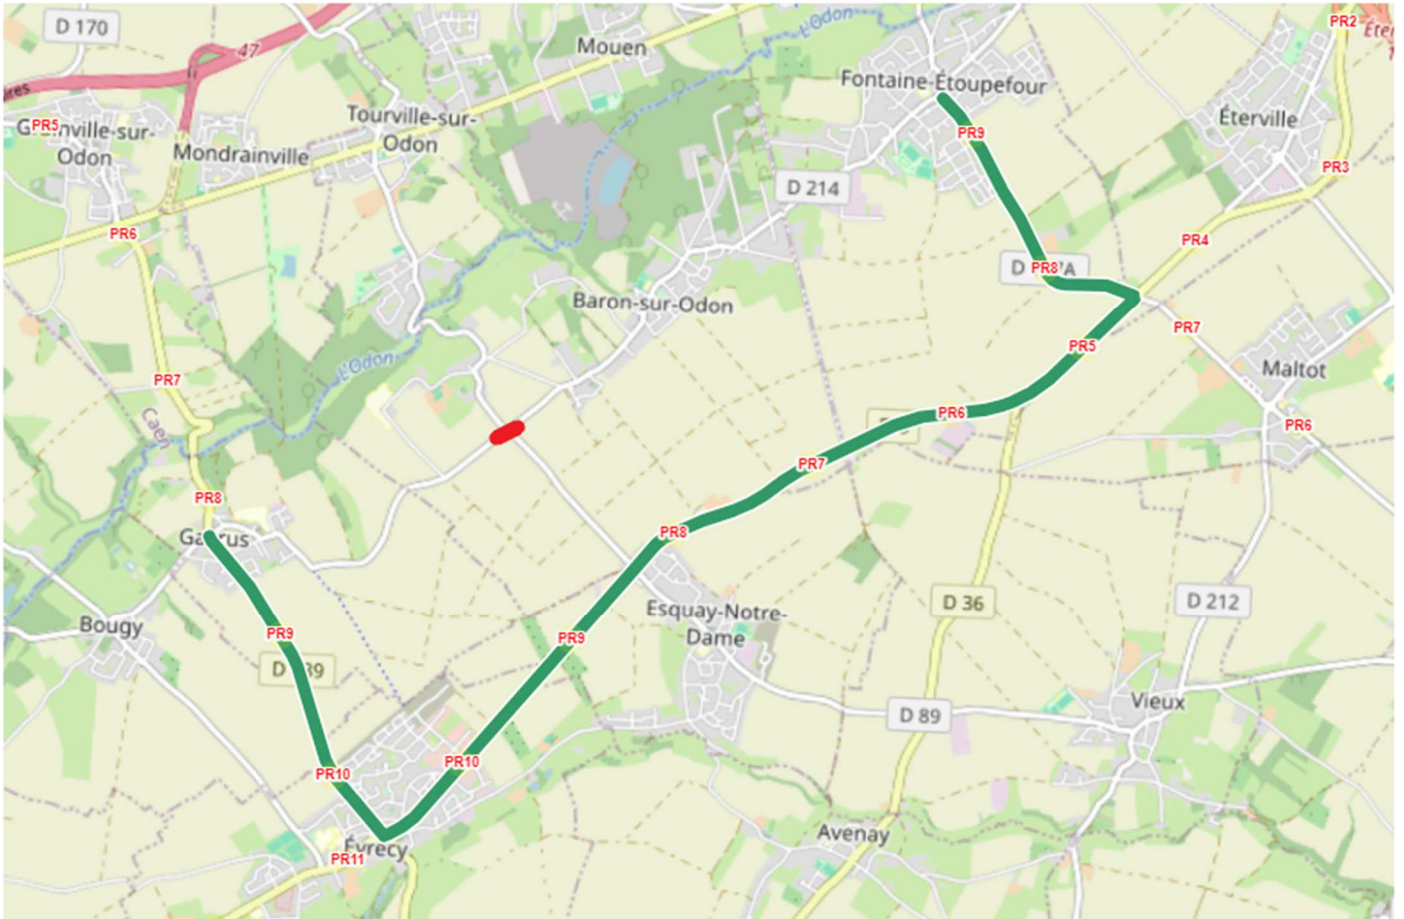 PR2
D 170
L'Odon
Mouen
47
Fontaine-Étoupefour
Éterville
PR5
Tourville-sur-
Odon
PR9
Mondrainville
Odon
PR3
D 214
PR6
PR4
PR8
Baron-sur-Odon
PR7
PR5
L'Odon
Maltot
PR7
Caen
PR6
PR6
PR7
PR8
PR8
Esquay-Notre-
Dame
D 36
D 212
Bougy
PR9
PR9
Vieux
D 89
PR10
PR10
Avenay
Évrecy
PR11